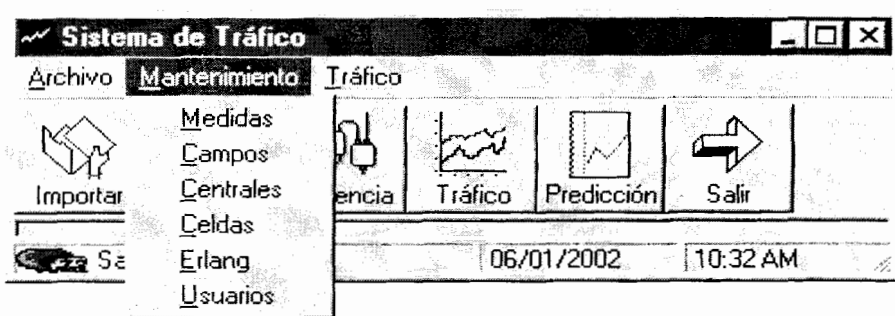 Sistema de Tráfico
Archivo Mantenimiento Tráfico
Medidas
Campos
Centrales
Celdas
Erlang
Usuarios
Importar encia Tráfico Predicción Salir
Sa 06/01/2002 10:32 AM